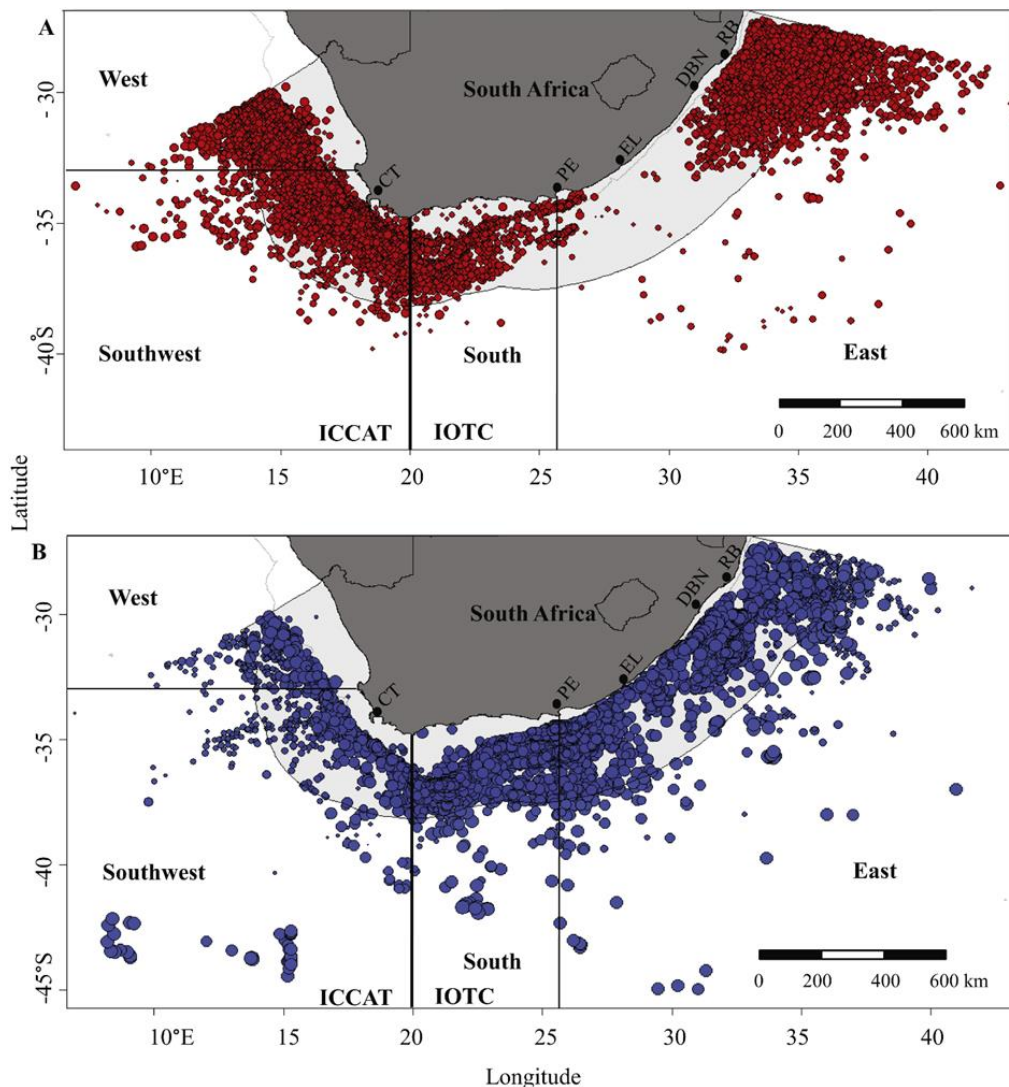 A
West
South Africa
RB
DBN
EL
PE
CT
-30
-35
-40°S
Southwest
South
East
ICCAT
IOTC
0 200 400 600 km
10°E 15 20 25 30 35 40
Latitude
B
West
South Africa
RB
DBN
EL
PE
CT
-30
-35
-40
-45°S
Southwest
South
East
ICCAT
IOTC
0 200 400 600 km
10°E 15 20 25 30 35 40
Longitude